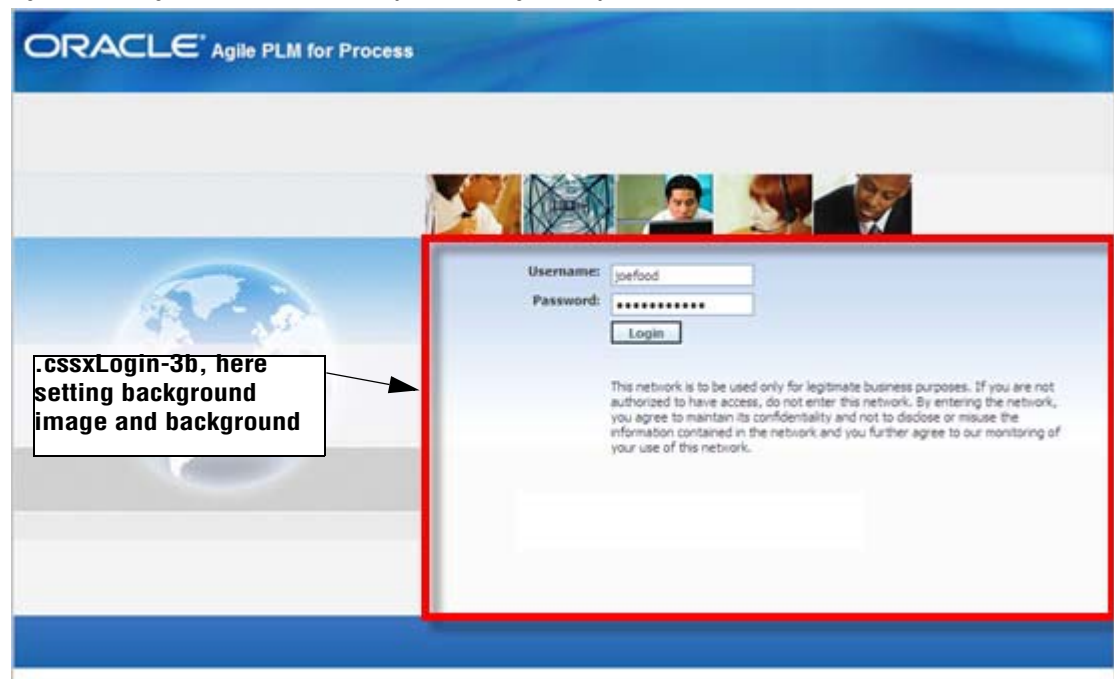 ORACLE® Agile PLM for Process
Username: joefood
Password: •••••••••••
Login
.cssxLogin-3b, here
setting background
image and background
This network is to be used only for legitimate business purposes. If you are not
authorized to have access, do not enter this network. By entering the network,
you agree to maintain its confidentality and not to disclose or misuse the
information contained in the network and you further agree to our monitoring of
your use of this network.